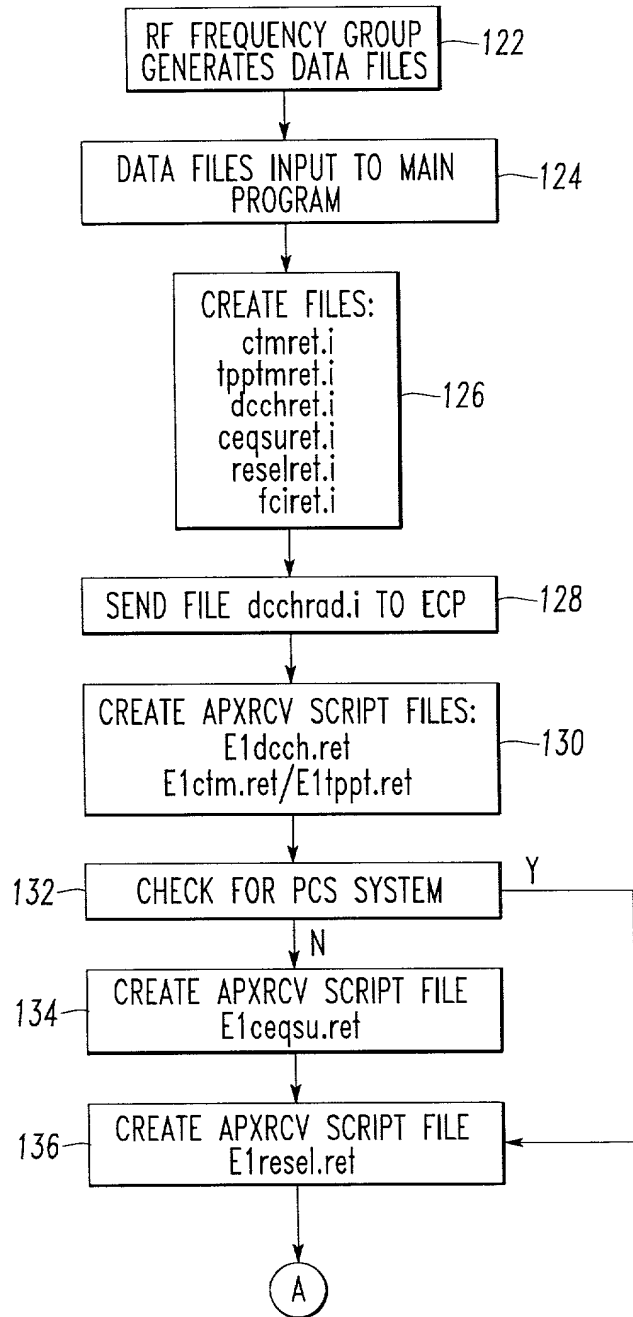 RF FREQUENCY GROUP
GENERATES DATA FILES
122
DATA FILES INPUT TO MAIN
PROGRAM
124
CREATE FILES:
ctmret.i
tpptmret.i
dcchret.i
ceqsuret.i
reselret.i
fciret.i
126
SEND FILE dcchrad.i TO ECP
128
CREATE APXRCV SCRIPT FILES:
E1dcch.ret
E1ctm.ret/E1tppt.ret
130
132
CHECK FOR PCS SYSTEM
Y
N
134
CREATE APXRCV SCRIPT FILE
E1ceqsu.ret
136
CREATE APXRCV SCRIPT FILE
E1resel.ret
A